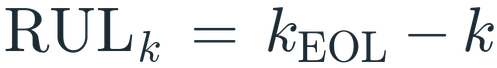 RUL_k = k_EOL − k